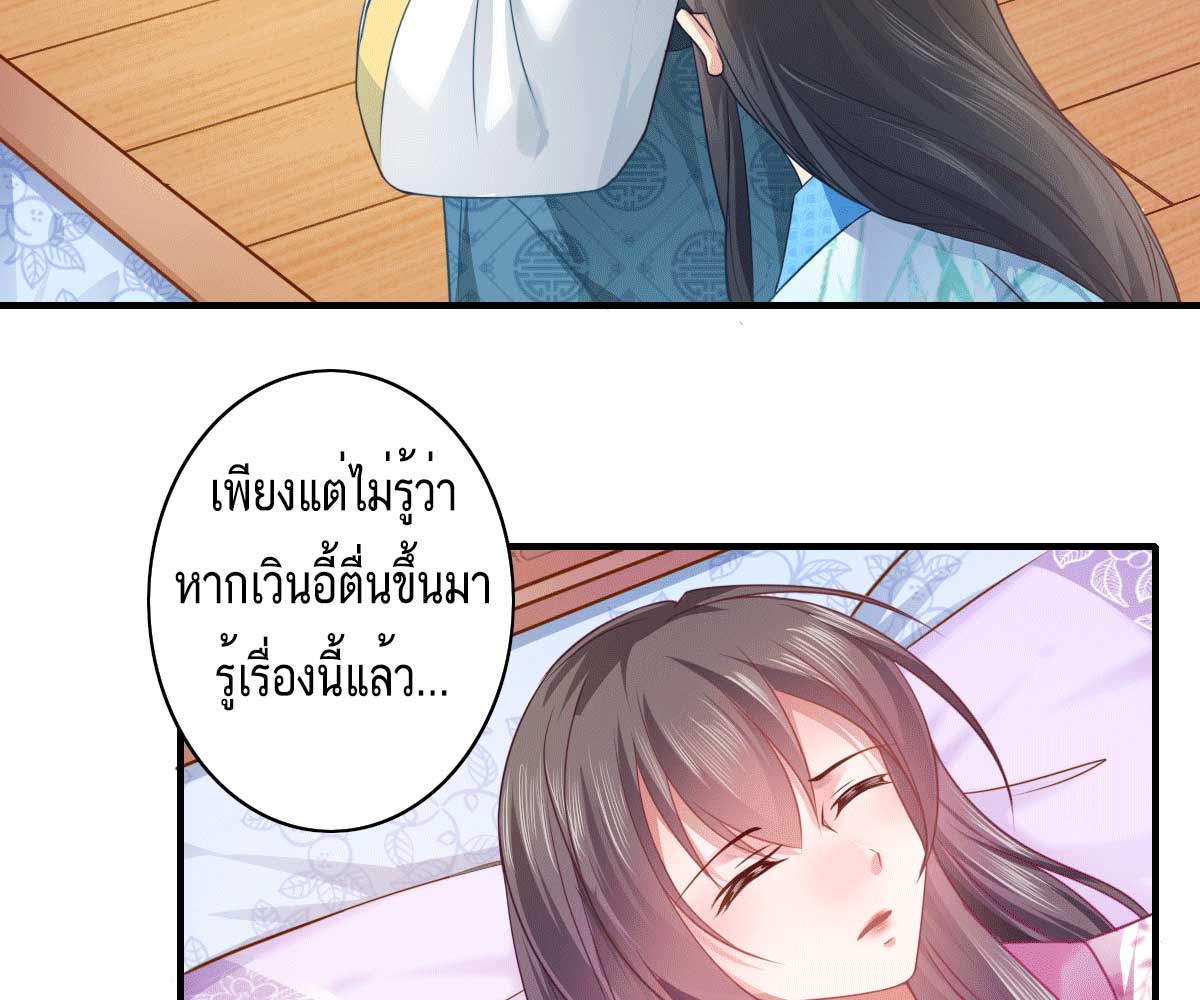 เพียงแต่ไม่รู้ว่า
หากเวินอี้ตื่นขึ้นมา
รู้เรื่องนี้แล้ว...